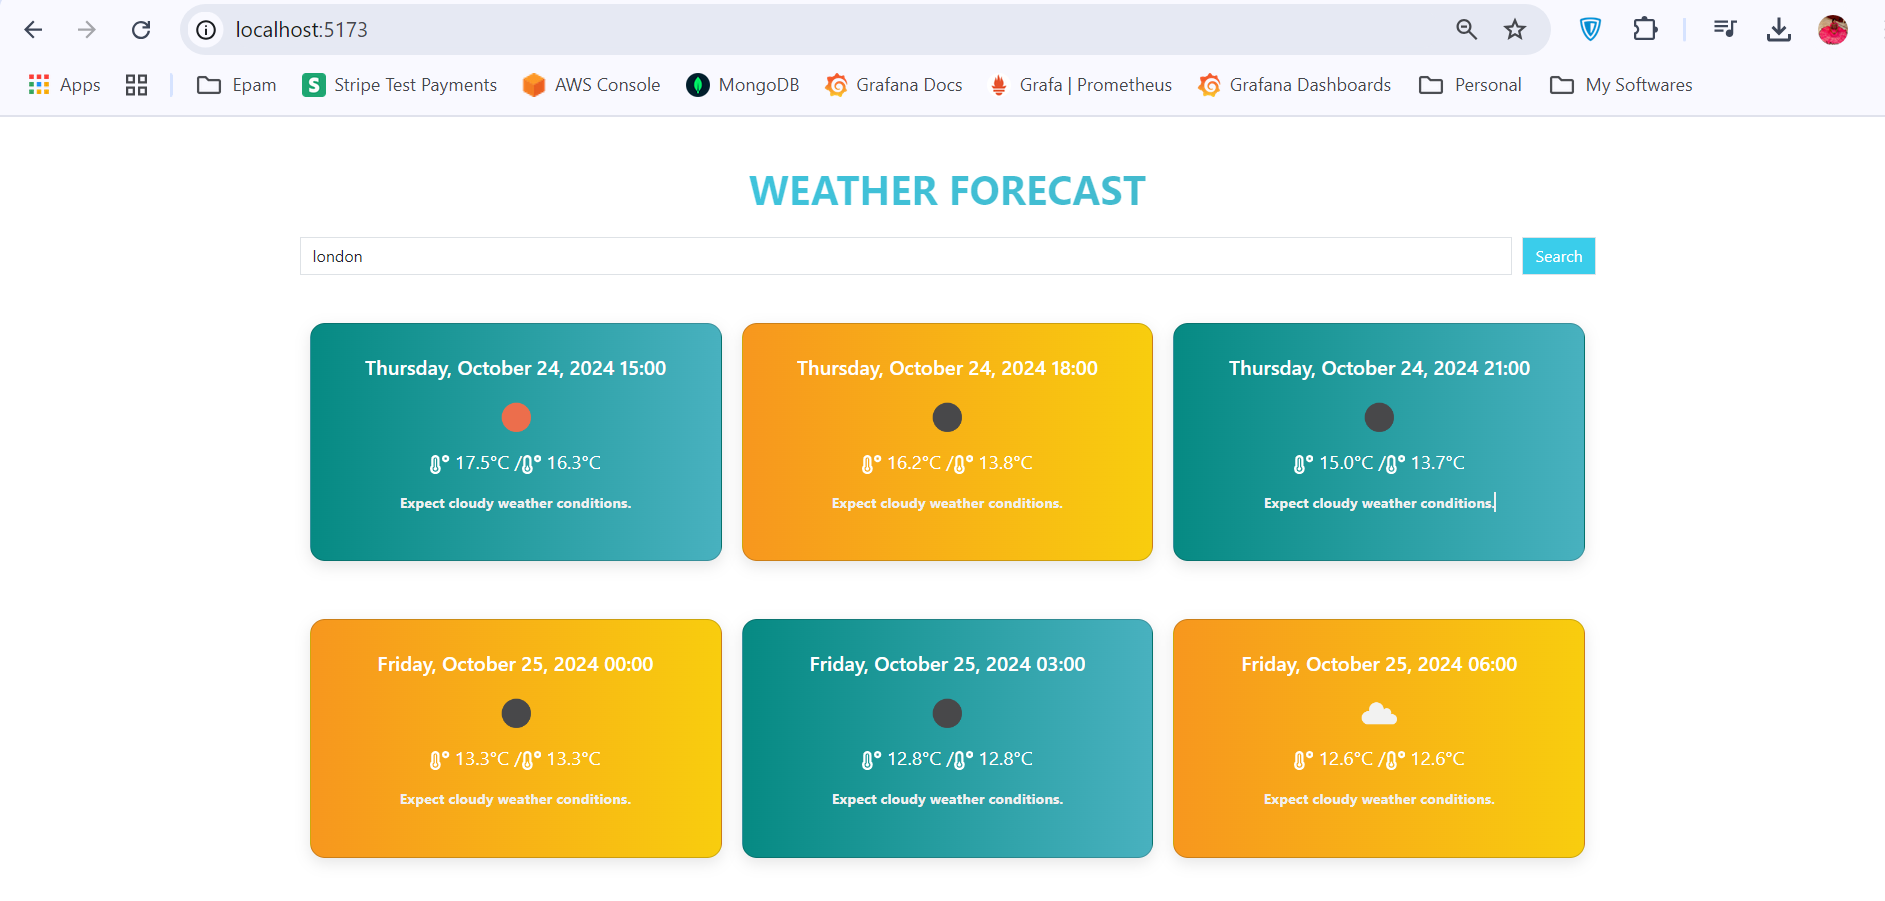 localhost:5173
Apps Epam Stripe Test Payments AWS Console MongoDB Grafana Docs Grafa | Prometheus Grafana Dashboards Personal My Softwares
WEATHER FORECAST
london Search
Thursday, October 24, 2024 15:00
17.5°C / 16.3°C
Expect cloudy weather conditions.
Thursday, October 24, 2024 18:00
16.2°C / 13.8°C
Expect cloudy weather conditions.
Thursday, October 24, 2024 21:00
15.0°C / 13.7°C
Expect cloudy weather conditions.
Friday, October 25, 2024 00:00
13.3°C / 13.3°C
Expect cloudy weather conditions.
Friday, October 25, 2024 03:00
12.8°C / 12.8°C
Expect cloudy weather conditions.
Friday, October 25, 2024 06:00
12.6°C / 12.6°C
Expect cloudy weather conditions.